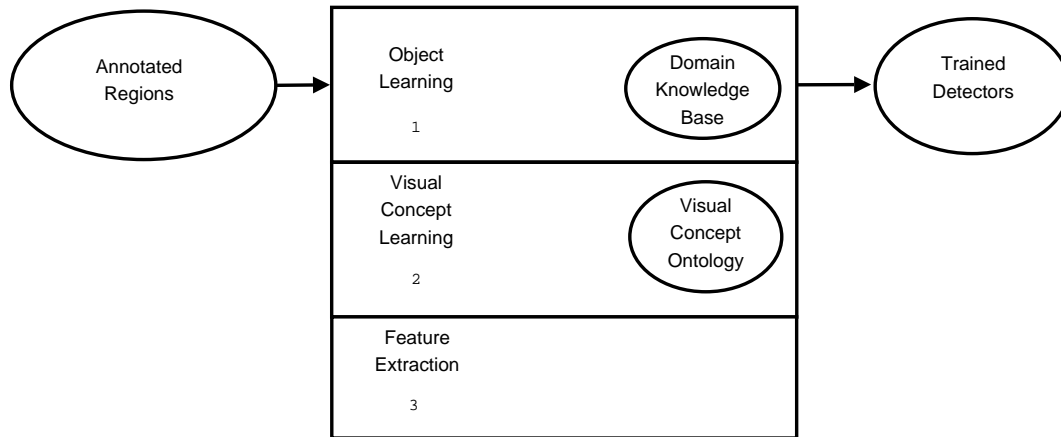 Annotated
Regions
Object
Learning
1
Domain
Knowledge
Base
Trained
Detectors
Visual
Concept
Learning
2
Visual
Concept
Ontology
Feature
Extraction
3